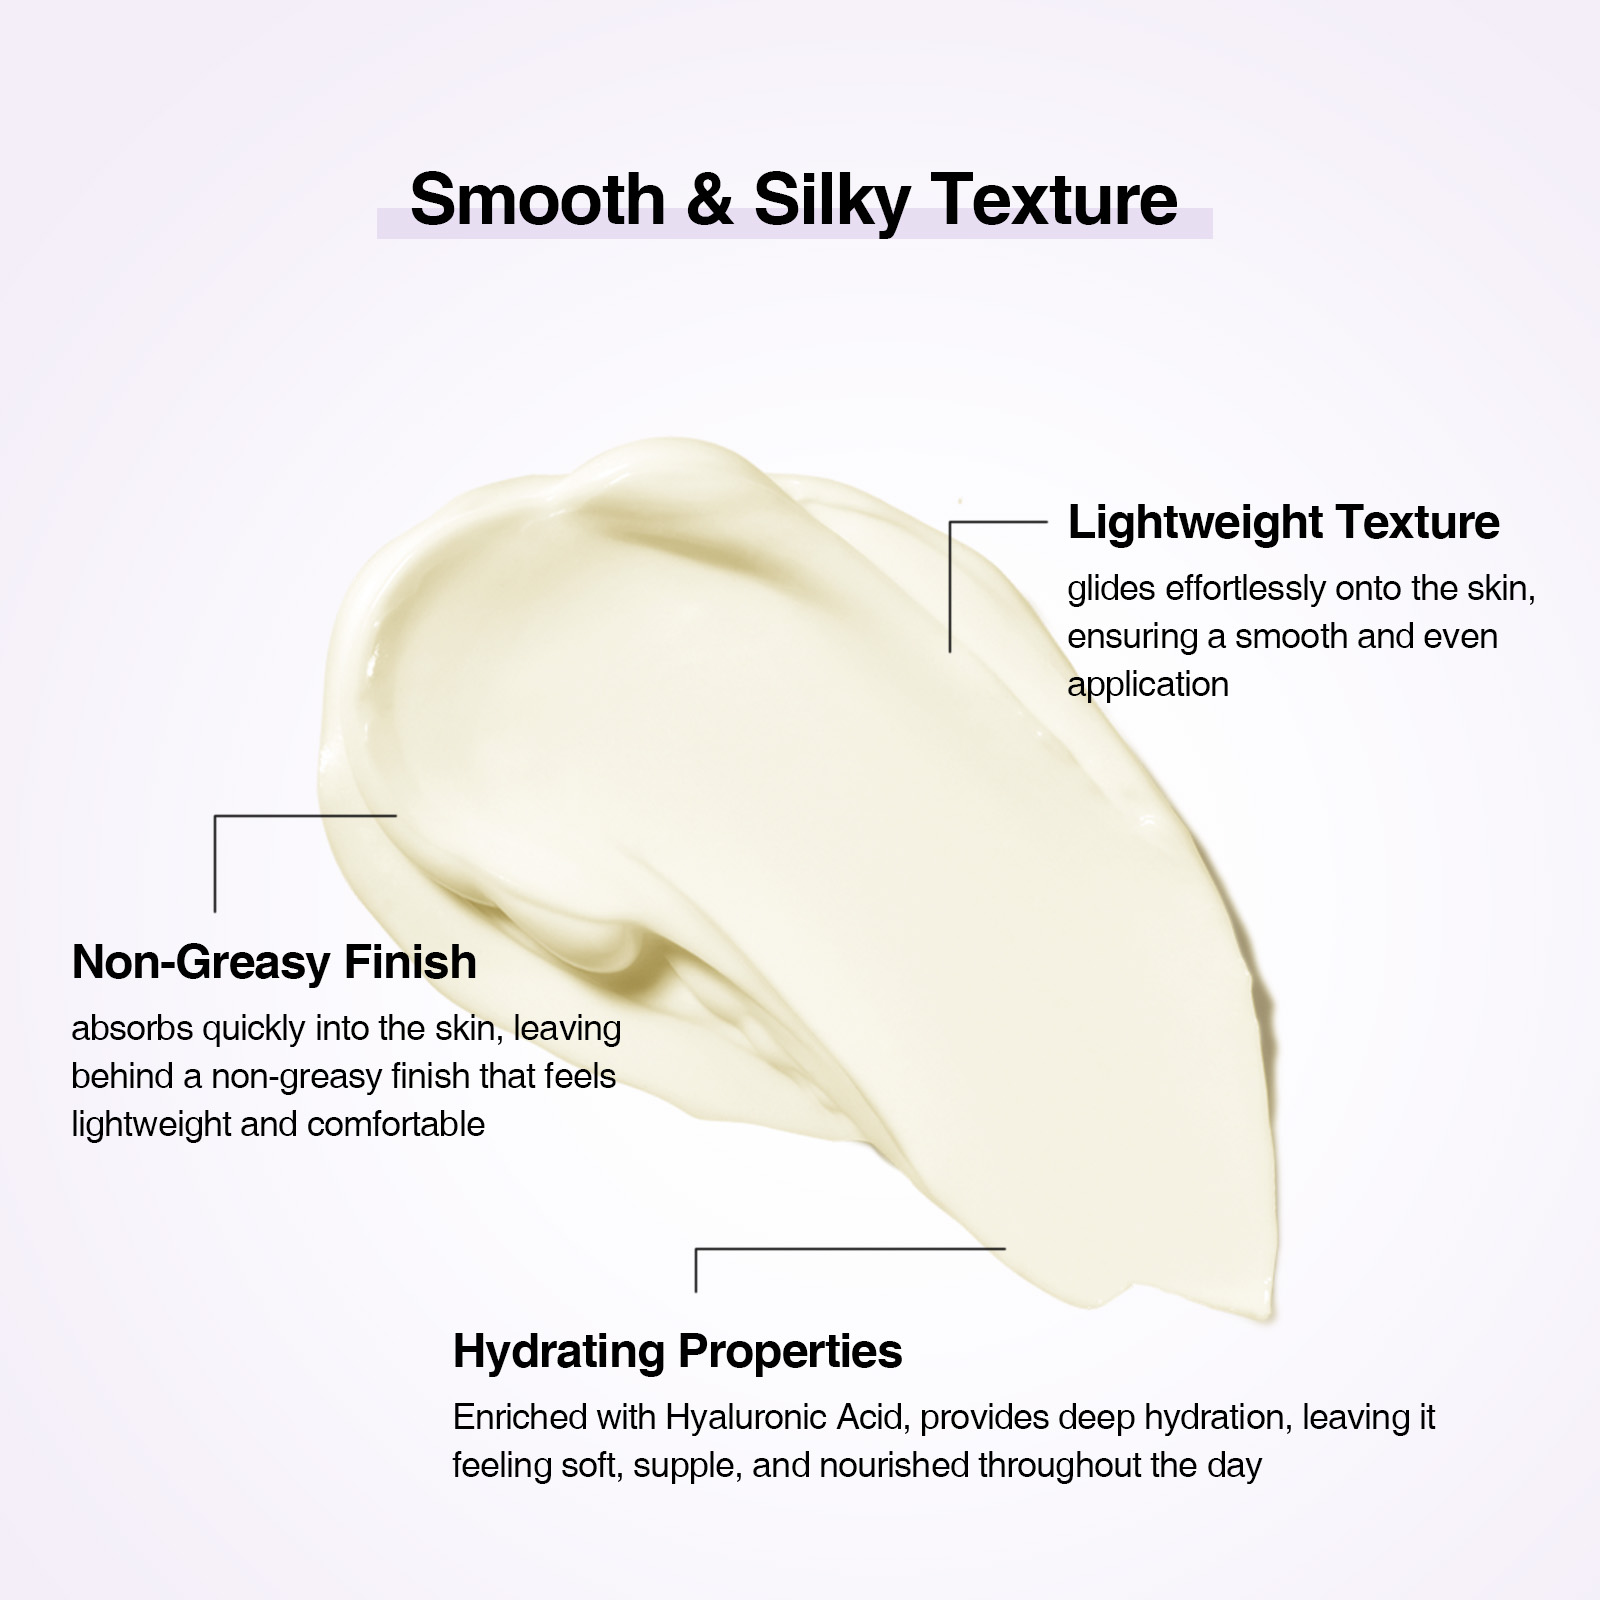 Smooth & Silky Texture
Lightweight Texture
glides effortlessly onto the skin,
ensuring a smooth and even
application
Non-Greasy Finish
absorbs quickly into the skin, leaving
behind a non-greasy finish that feels
lightweight and comfortable
Hydrating Properties
Enriched with Hyaluronic Acid, provides deep hydration, leaving it
feeling soft, supple, and nourished throughout the day